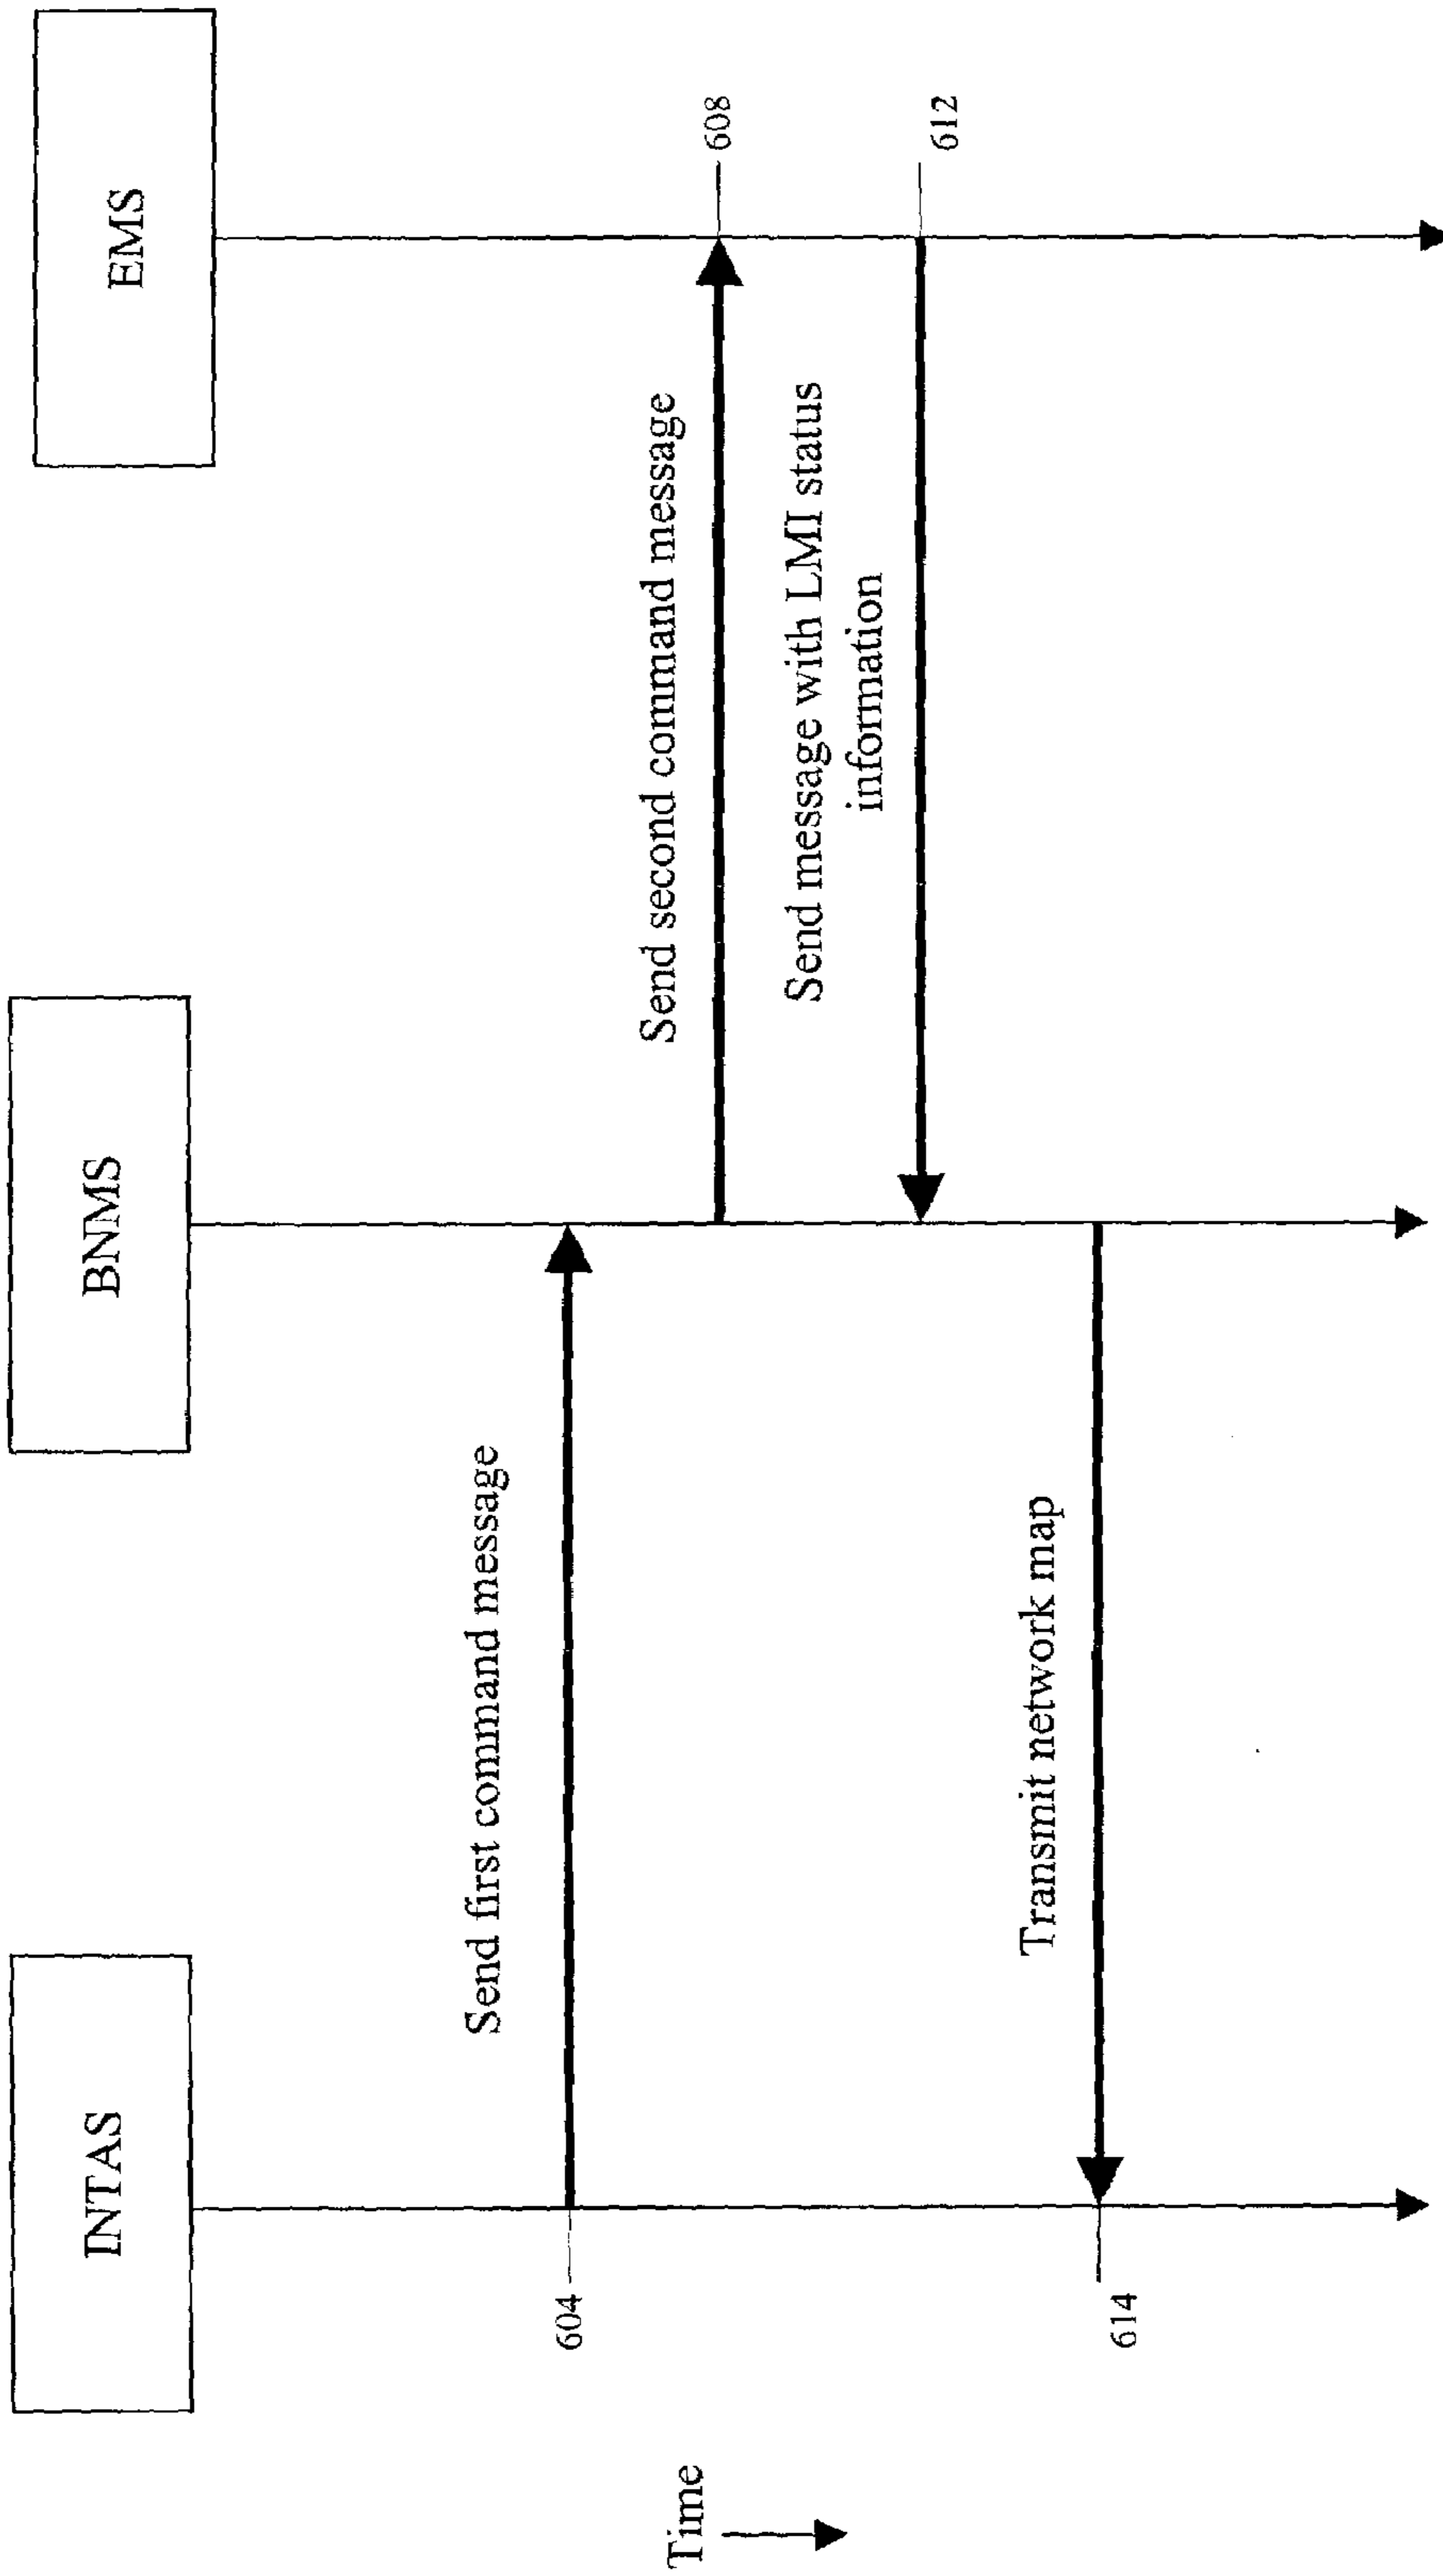 INTAS
BNMS
EMS
Time
Send first command message
604
Send second command message
608
Send message with LMI status
information
612
Transmit network map
614